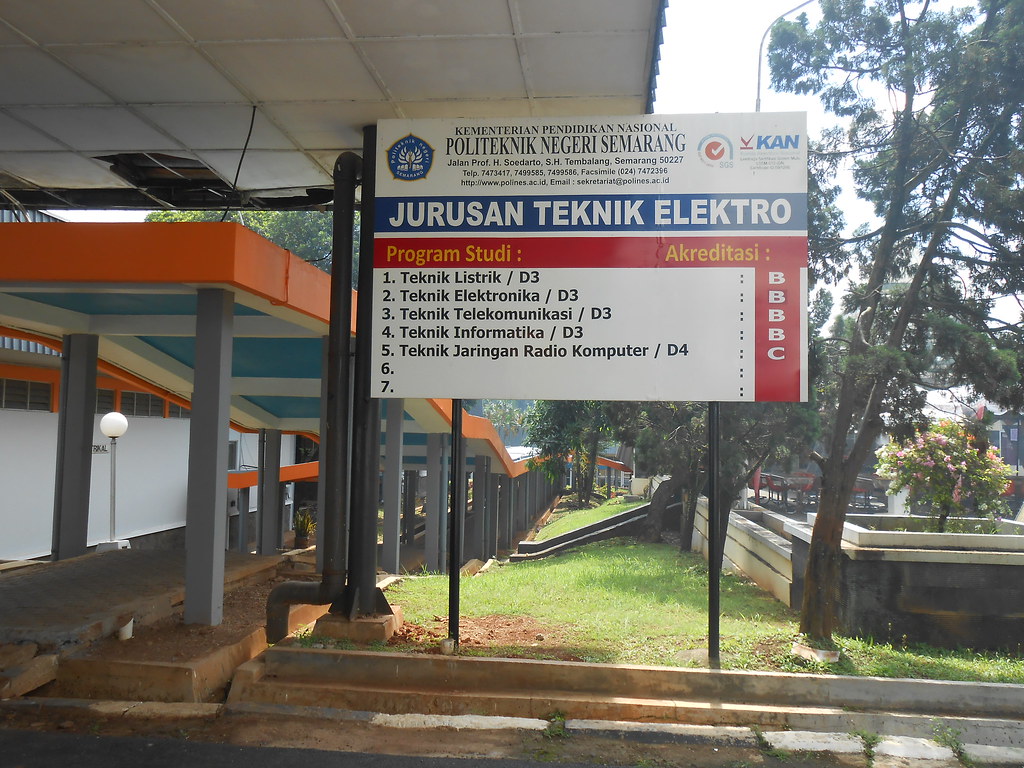 KEMENTERIAN PENDIDIKAN NASIONAL
POLITEKNIK NEGERI SEMARANG
Jalan Prof. H. Soedarto, S.H. Tembalang, Semarang 50227
Telp. 7473417, 7499585, 7499586, Facsimile (024) 7472396
http://www.polines.ac.id, Email : sekretariat@polines.ac.id
politeknik negeri
SEMARANG
KAN
JURUSAN TEKNIK ELEKTRO
Program Studi : Akreditasi :
1. Teknik Listrik / D3 : B
2. Teknik Elektronika / D3 : B
3. Teknik Telekomunikasi / D3 : B
4. Teknik Informatika / D3 : B
5. Teknik Jaringan Radio Komputer / D4 : C
6. :
7. :